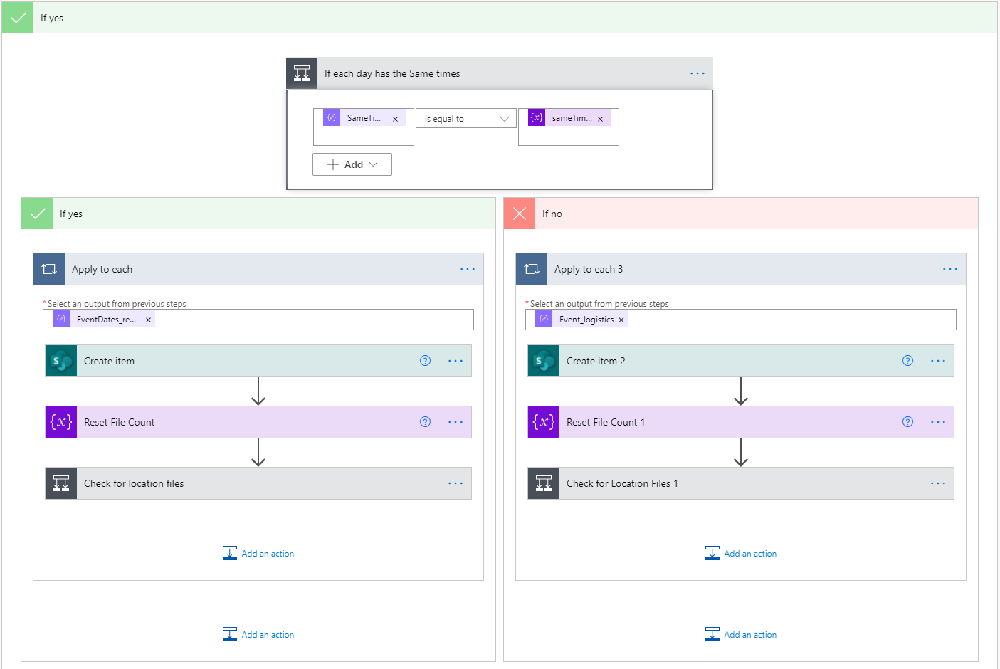 If yes
If each day has the Same times
SameTi...
is equal to
{x} sameTim...
Add
If yes
If no
Apply to each
Apply to each 3
*Select an output from previous steps
*Select an output from previous steps
EventDates_re...
Event_logistics
S Create item
S Create item 2
{x} Reset File Count
{x} Reset File Count 1
Check for location files
Check for Location Files 1
Add an action
Add an action
Add an action
Add an action